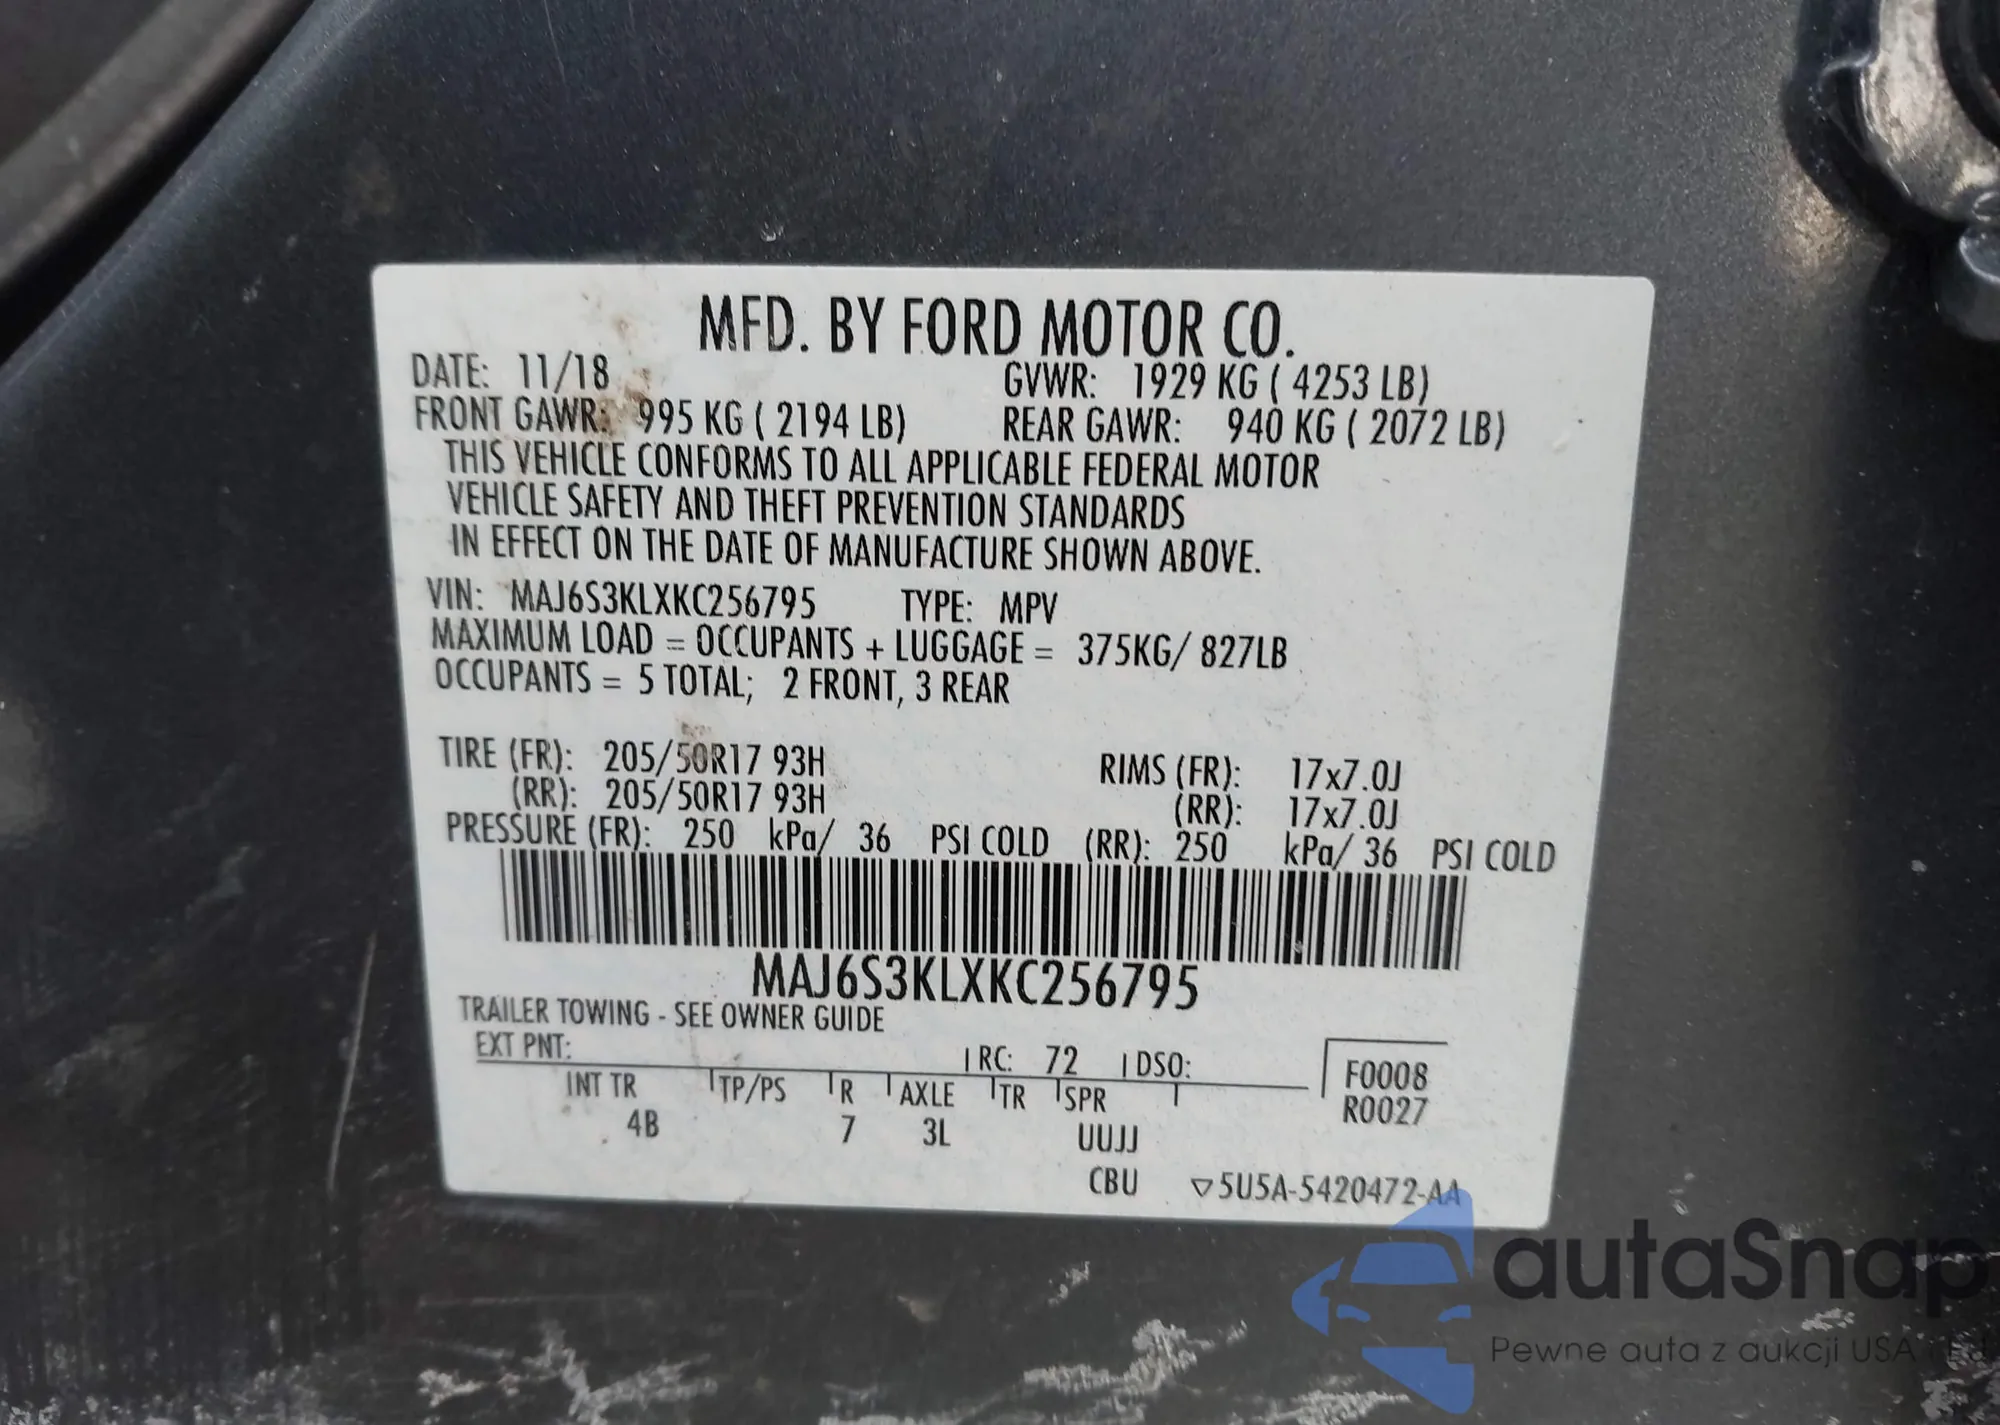 MFD. BY FORD MOTOR CO.
DATE: 11/18 GVWR: 1929 KG ( 4253 LB)
FRONT GAWR: 995 KG ( 2194 LB) REAR GAWR: 940 KG ( 2072 LB)
THIS VEHICLE CONFORMS TO ALL APPLICABLE FEDERAL MOTOR
VEHICLE SAFETY AND THEFT PREVENTION STANDARDS
IN EFFECT ON THE DATE OF MANUFACTURE SHOWN ABOVE.
VIN: MAJ6S3KLXKC256795 TYPE: MPV
MAXIMUM LOAD = OCCUPANTS + LUGGAGE = 375KG/ 827LB
OCCUPANTS = 5 TOTAL; 2 FRONT, 3 REAR
TIRE (FR): 205/50R17 93H RIMS (FR): 17x7.0J
(RR): 205/50R17 93H (RR): 17x7.0J
PRESSURE (FR): 250 kPa/ 36 PSI COLD (RR): 250 kPa/ 36 PSI COLD
MAJ6S3KLXKC256795
TRAILER TOWING - SEE OWNER GUIDE
EXT PNT: RC: 72 DSO:
INT TR TP/PS R AXLE TR SPR
4B 7 3L UUJJ
F0008
R0027
CBU ▽5U5A-5420472-AA
autaSnap
Pewne auta z aukcji USA